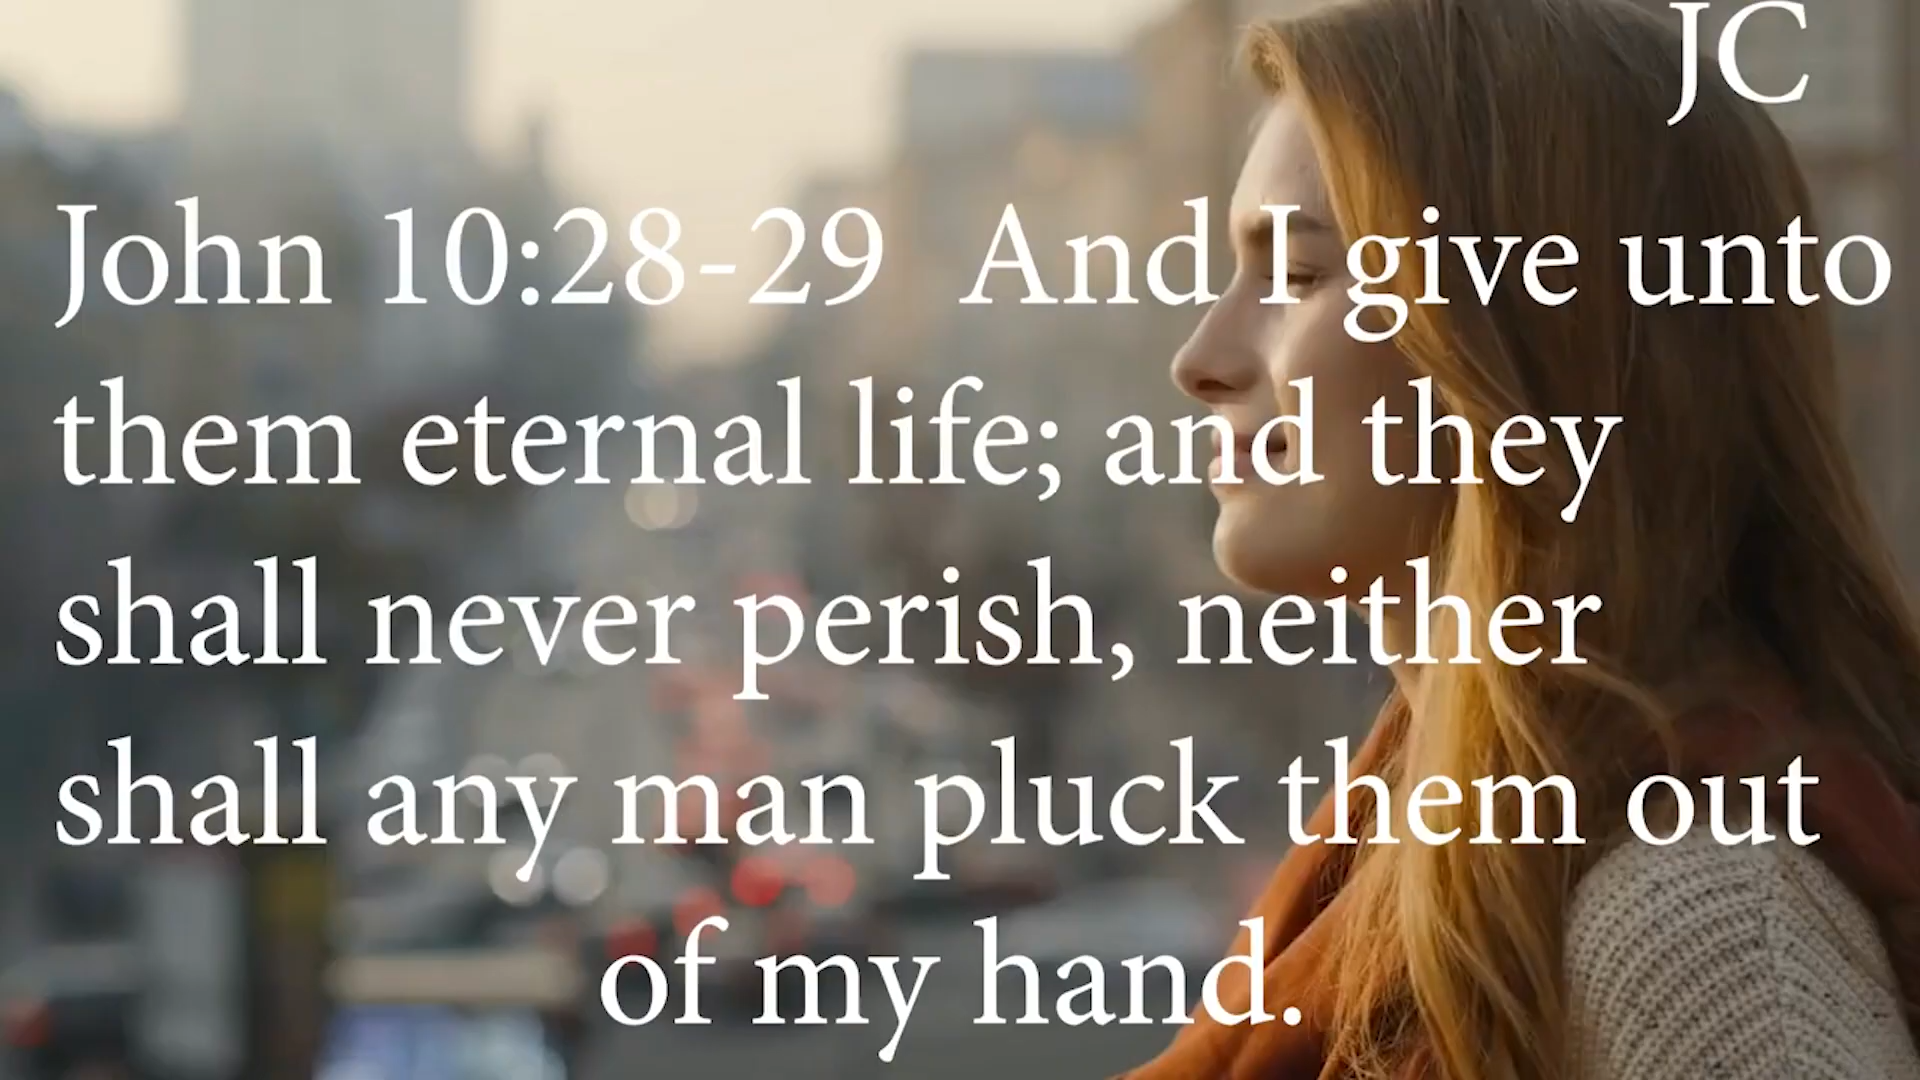 JC
John 10:28-29  And I give unto
them eternal life; and they
shall never perish, neither
shall any man pluck them out
of my hand.